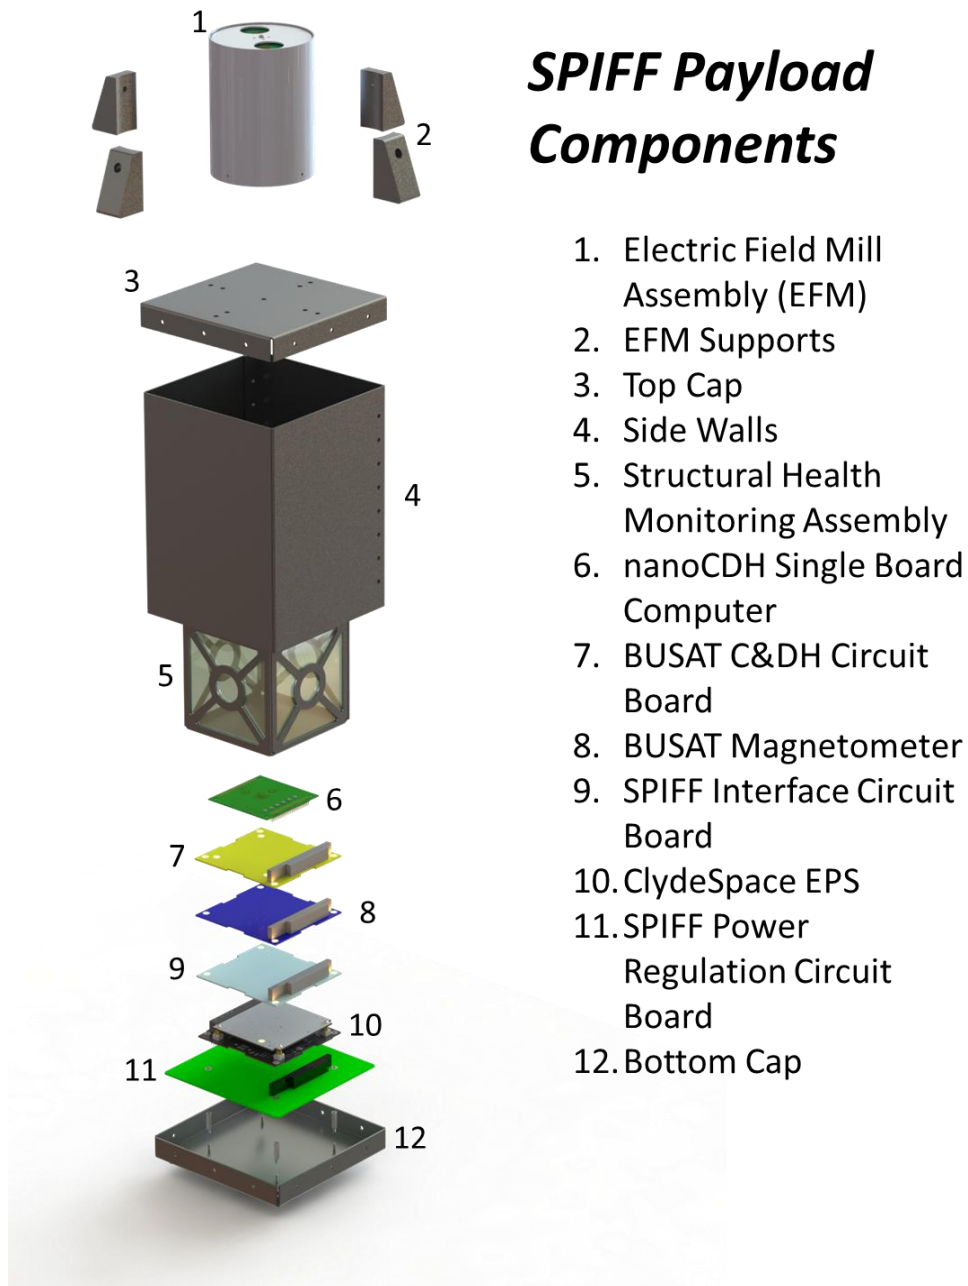 SPIFF Payload
Components
1. Electric Field Mill
Assembly (EFM)
2. EFM Supports
3. Top Cap
4. Side Walls
5. Structural Health
Monitoring Assembly
6. nanoCDH Single Board
Computer
7. BUSAT C&DH Circuit
Board
8. BUSAT Magnetometer
9. SPIFF Interface Circuit
Board
10. ClydeSpace EPS
11. SPIFF Power
Regulation Circuit
Board
12. Bottom Cap
1
2
3
4
5
6
7
8
9
10
11
12